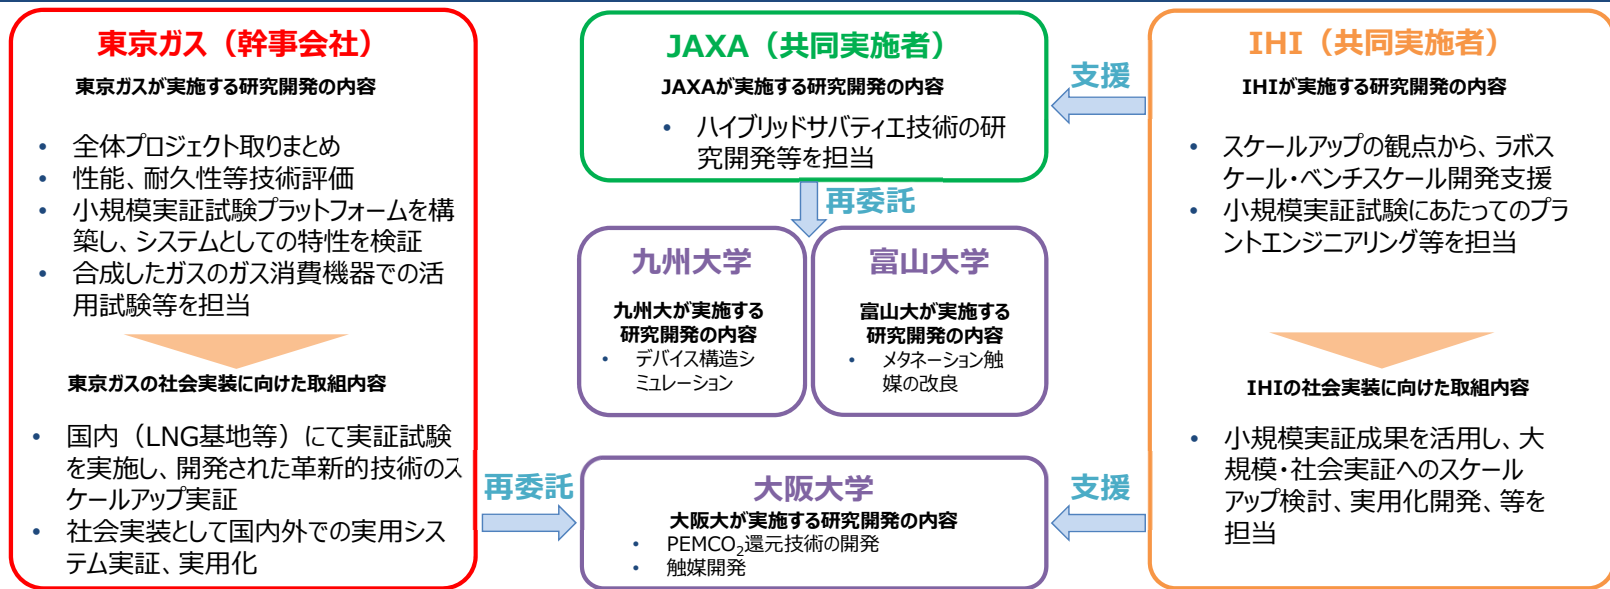 東京ガス（幹事会社）
東京ガスが実施する研究開発の内容
• 全体プロジェクト取りまとめ
• 性能、耐久性等技術評価
• 小規模実証試験プラットフォームを構
築し、システムとしての特性を検証
• 合成したガスのガス消費機器での活
用試験等を担当
東京ガスの社会実装に向けた取組内容
• 国内（LNG基地等）にて実証試験
を実施し、開発された革新的技術のス
ケールアップ実証
• 社会実装として国内外での実用シス
テム実証、実用化
再委託
JAXA（共同実施者）
JAXAが実施する研究開発の内容
• ハイブリッドサバティエ技術の研
究開発等を担当
再委託
九州大学
九州大が実施する
研究開発の内容
• デバイス構造シ
ミュレーション
富山大学
富山大が実施する
研究開発の内容
• メタネーション触
媒の改良
大阪大学
大阪大が実施する研究開発の内容
• PEMCO₂還元技術の開発
• 触媒開発
支援
支援
IHI（共同実施者）
IHIが実施する研究開発の内容
• スケールアップの観点から、ラボス
ケール・ベンチスケール開発支援
• 小規模実証試験にあたってのプラ
ントエンジニアリング等を担当
IHIの社会実装に向けた取組内容
• 小規模実証成果を活用し、大
規模・社会実証へのスケール
アップ検討、実用化開発、等を
担当